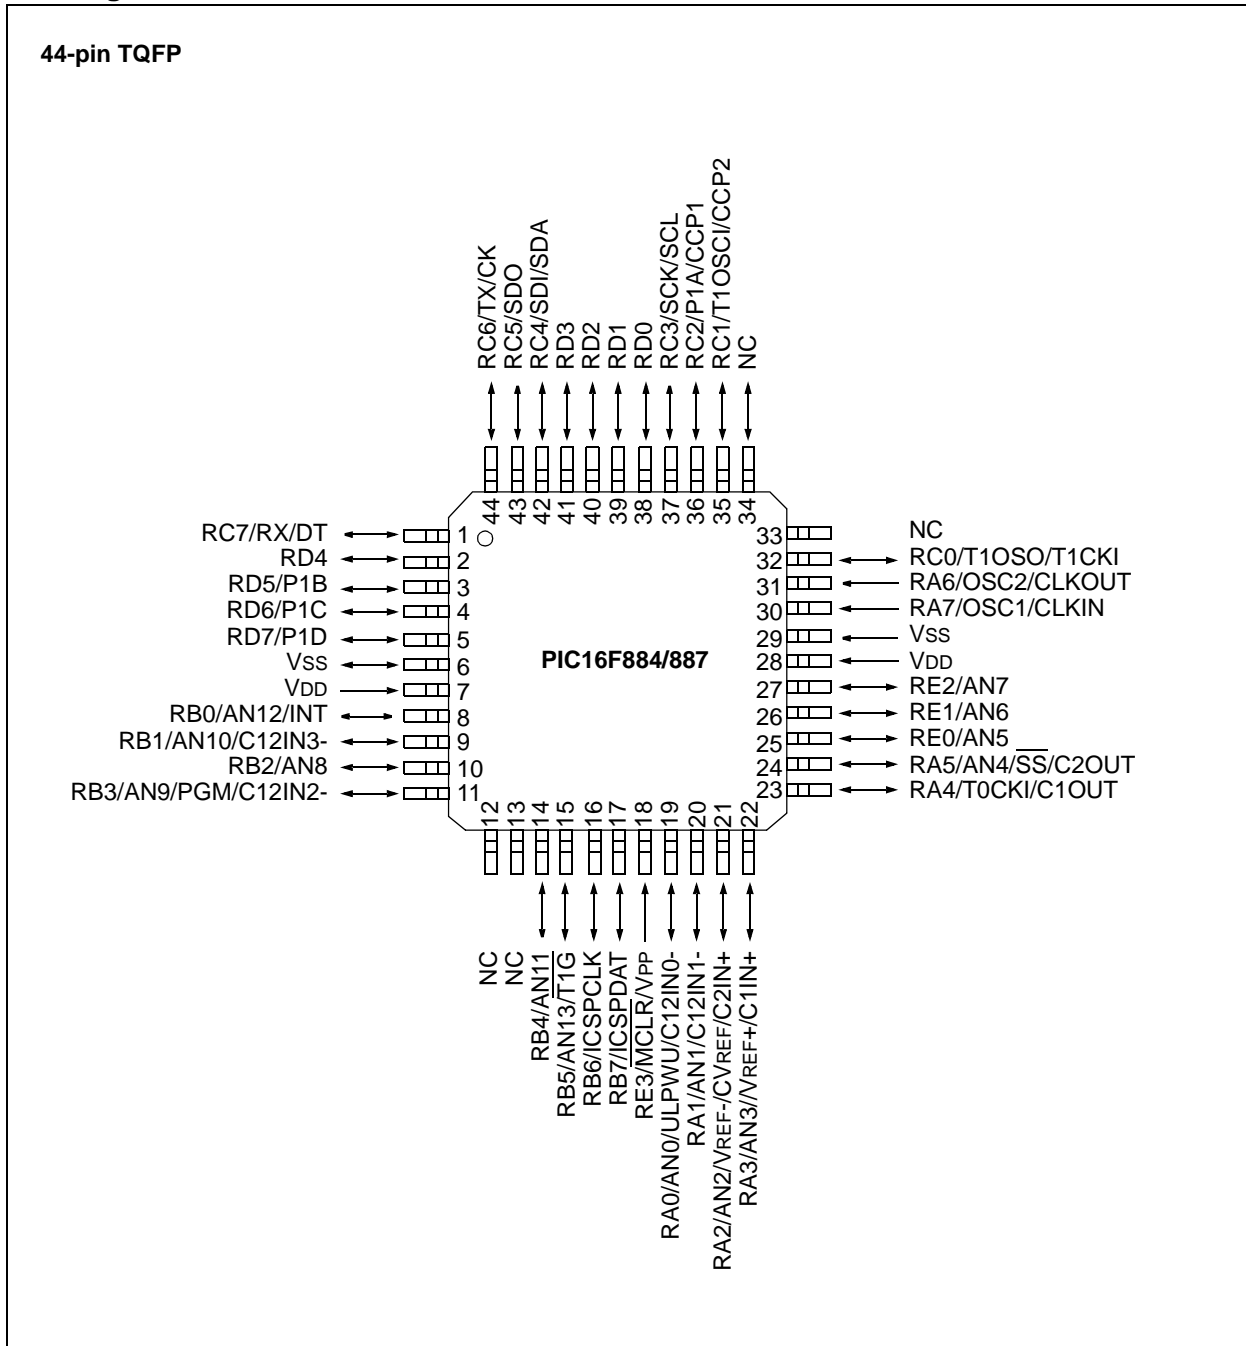 44-pin TQFP
RC6/TX/CK
RC5/SDO
RC4/SDI/SDA
RD3
RD2
RD1
RD0
RC3/SCK/SCL
RC2/P1A/CCP1
RC1/T1OSCI/CCP2
NC
44
43
42
41
40
39
38
37
36
35
34
RC7/RX/DT 1
RD4 2
RD5/P1B 3
RD6/P1C 4
RD7/P1D 5
VSS 6
VDD 7
RB0/AN12/INT 8
RB1/AN10/C12IN3- 9
RB2/AN8 10
RB3/AN9/PGM/C12IN2- 11
PIC16F884/887
33 NC
32 RC0/T1OSO/T1CKI
31 RA6/OSC2/CLKOUT
30 RA7/OSC1/CLKIN
29 VSS
28 VDD
27 RE2/AN7
26 RE1/AN6
25 RE0/AN5
24 RA5/AN4/SS/C2OUT
23 RA4/T0CKI/C1OUT
12
13
14
15
16
17
18
19
20
21
22
NC
NC
RB4/AN11
RB5/AN13/T1G
RB6/ICSPCLK
RB7/ICSPDAT
RE3/MCLR/VPP
RA0/AN0/ULPWU/C12IN0-
RA1/AN1/C12IN1-
RA2/AN2/VREF-/CVREF/C2IN+
RA3/AN3//VREF+/C1IN+